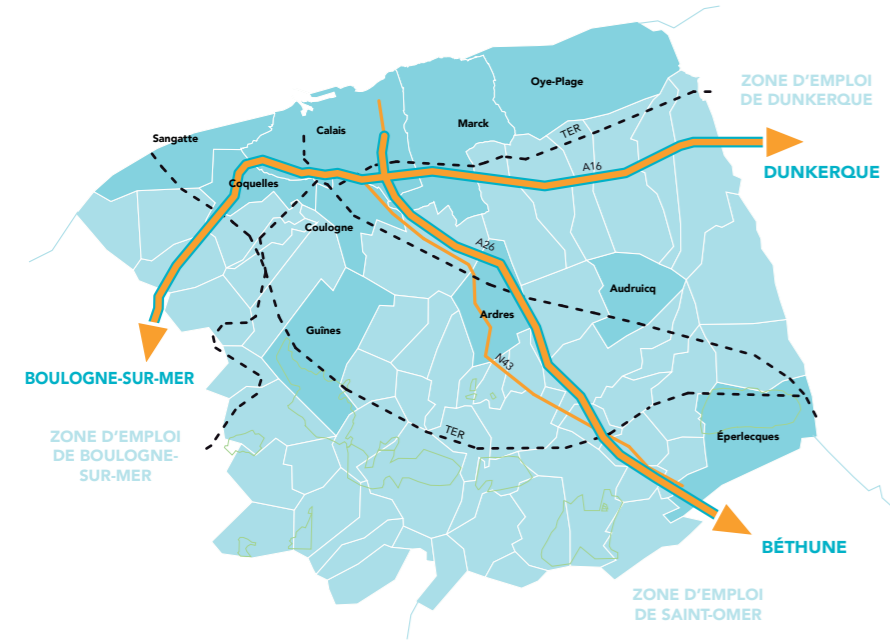 Oye-Plage
ZONE D'EMPLOI
DE DUNKERQUE
Calais
Marck
TER
Sangatte
A16
DUNKERQUE
Coquelles
Coulogne
A26
Audruicq
Ardres
Guînes
N43
BOULOGNE-SUR-MER
TER
ZONE D'EMPLOI
DE BOULOGNE-
SUR-MER
Éperlecques
BÉTHUNE
ZONE D'EMPLOI
DE SAINT-OMER